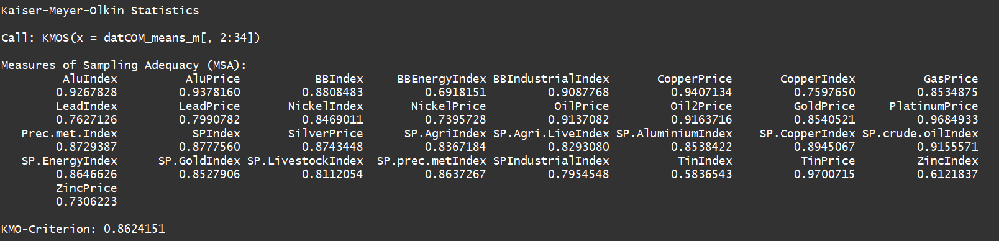 Kaiser-Meyer-Olkin Statistics
Call: KMOS(x = datCOM_means_m[, 2:34])
Measures of Sampling Adequacy (MSA):
AluIndex AluPrice BBIndex BBEnergyIndex BBIndustrialIndex CopperPrice CopperIndex GasPrice
0.9267828 0.9378160 0.8808483 0.6918151 0.9087768 0.9407134 0.7597650 0.8534875
LeadIndex LeadPrice NickelIndex NickelPrice OilPrice Oil2Price GoldPrice PlatinumPrice
0.7627126 0.7990782 0.8469011 0.7395728 0.9137082 0.9163716 0.8540521 0.9684933
Prec.met.Index SPIndex SilverPrice SP.AgriIndex SP.Agri.LiveIndex SP.AluminiumIndex SP.CopperIndex SP.crude.oilIndex
0.8729387 0.8777560 0.8743448 0.8367184 0.8293080 0.8538422 0.8945067 0.9155571
SP.EnergyIndex SP.GoldIndex SP.LivestockIndex SP.prec.metIndex SPIndustrialIndex TinIndex TinPrice ZincIndex
0.8646626 0.8527906 0.8112054 0.8637267 0.7954548 0.5836543 0.9700715 0.6121837
ZincPrice
0.7306223
KMO-Criterion: 0.8624151